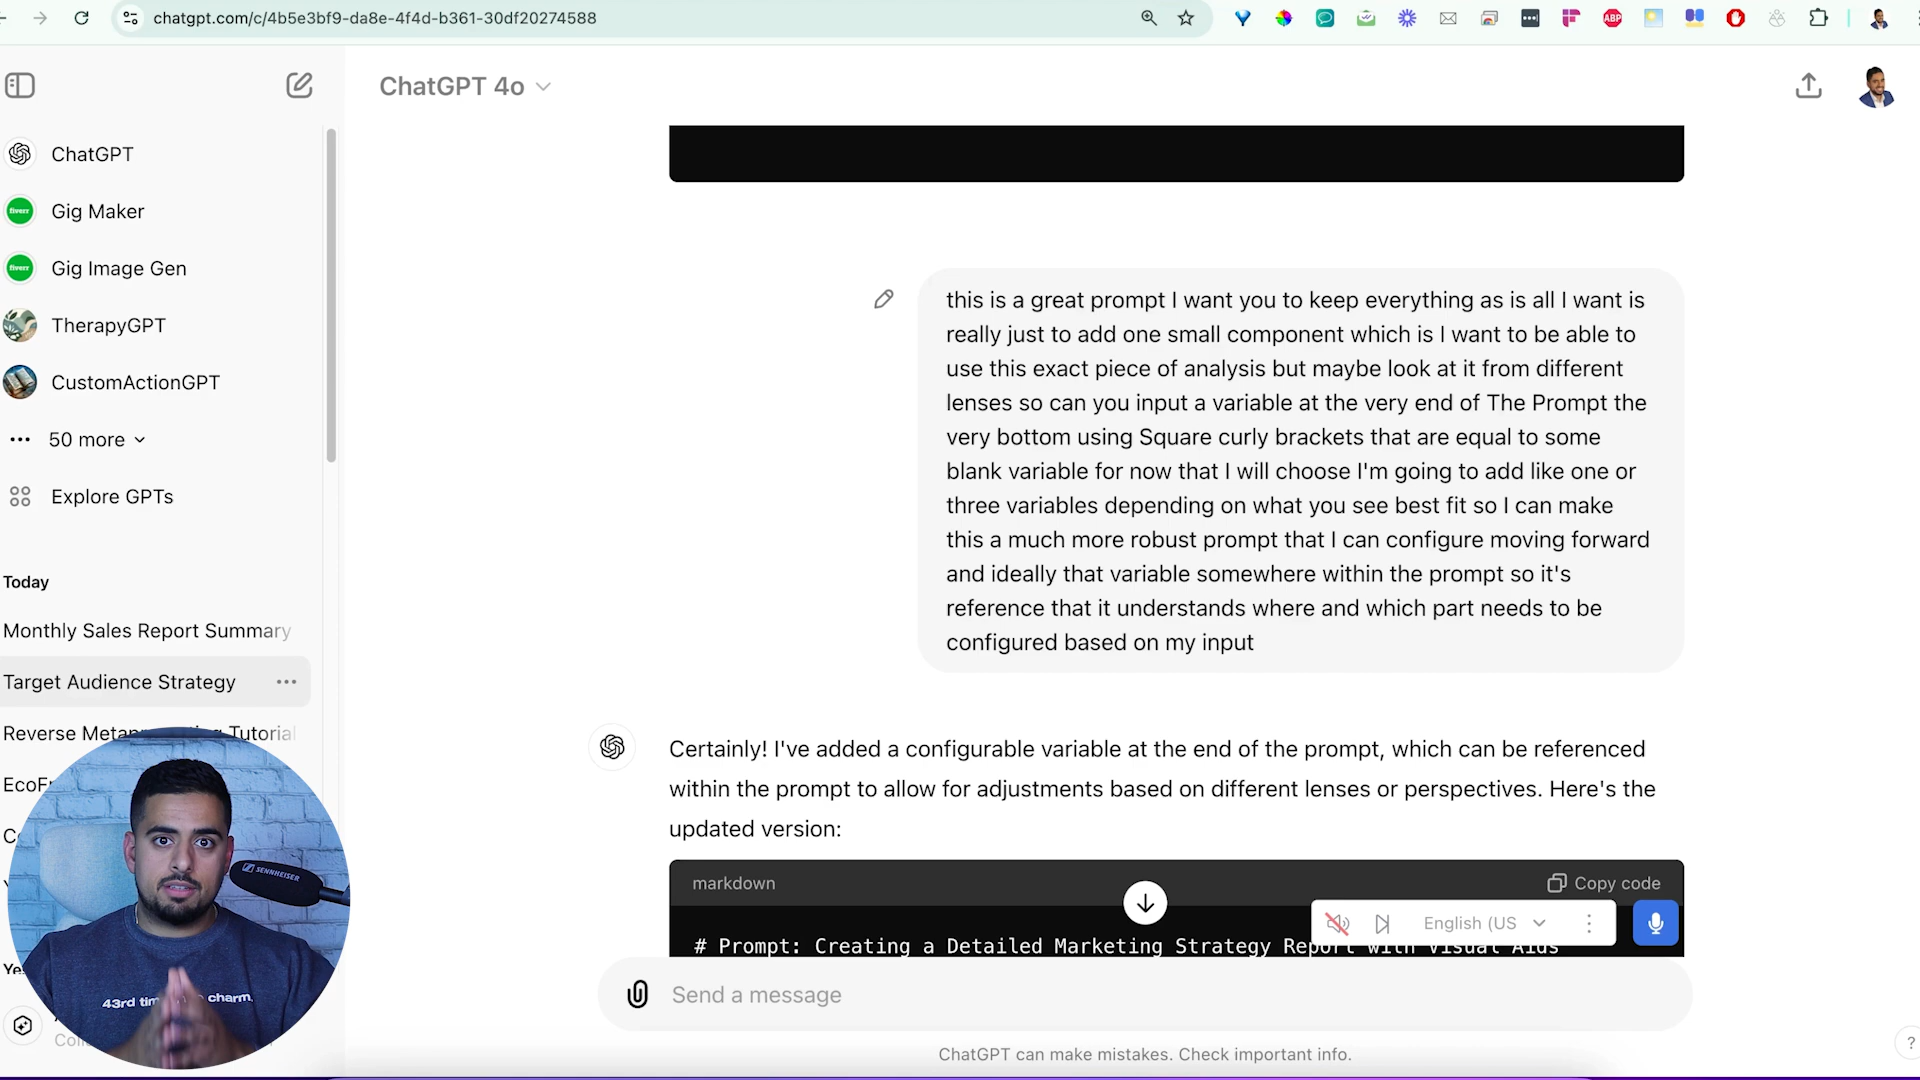 chatgpt.com/c/4b5e3bf9-da8e-4f4d-b361-30df20274588
ABP
ChatGPT 4o
ChatGPT
fiverr
Gig Maker
fiverr
Gig Image Gen
TherapyGPT
CustomActionGPT
50 more
Explore GPTs
Today
Monthly Sales Report Summary
Target Audience Strategy
Reverse Tutorial
this is a great prompt I want you to keep everything as is all I want is
really just to add one small component which is I want to be able to
use this exact piece of analysis but maybe look at it from different
lenses so can you input a variable at the very end of The Prompt the
very bottom using Square curly brackets that are equal to some
blank variable for now that I will choose I'm going to add like one or
three variables depending on what you see best fit so I can make
this a much more robust prompt that I can configure moving forward
and ideally that variable somewhere within the prompt so it's
reference that it understands where and which part needs to be
configured based on my input
Certainly! I've added a configurable variable at the end of the prompt, which can be referenced
within the prompt to allow for adjustments based on different lenses or perspectives. Here's the
updated version:
markdown
Copy code
# Prompt: Creating a Detailed Marketing Strategy Report with Visual Aids
English (US
Send a message
ChatGPT can make mistakes. Check important info.
?
SENNHEISER
43rd charm.